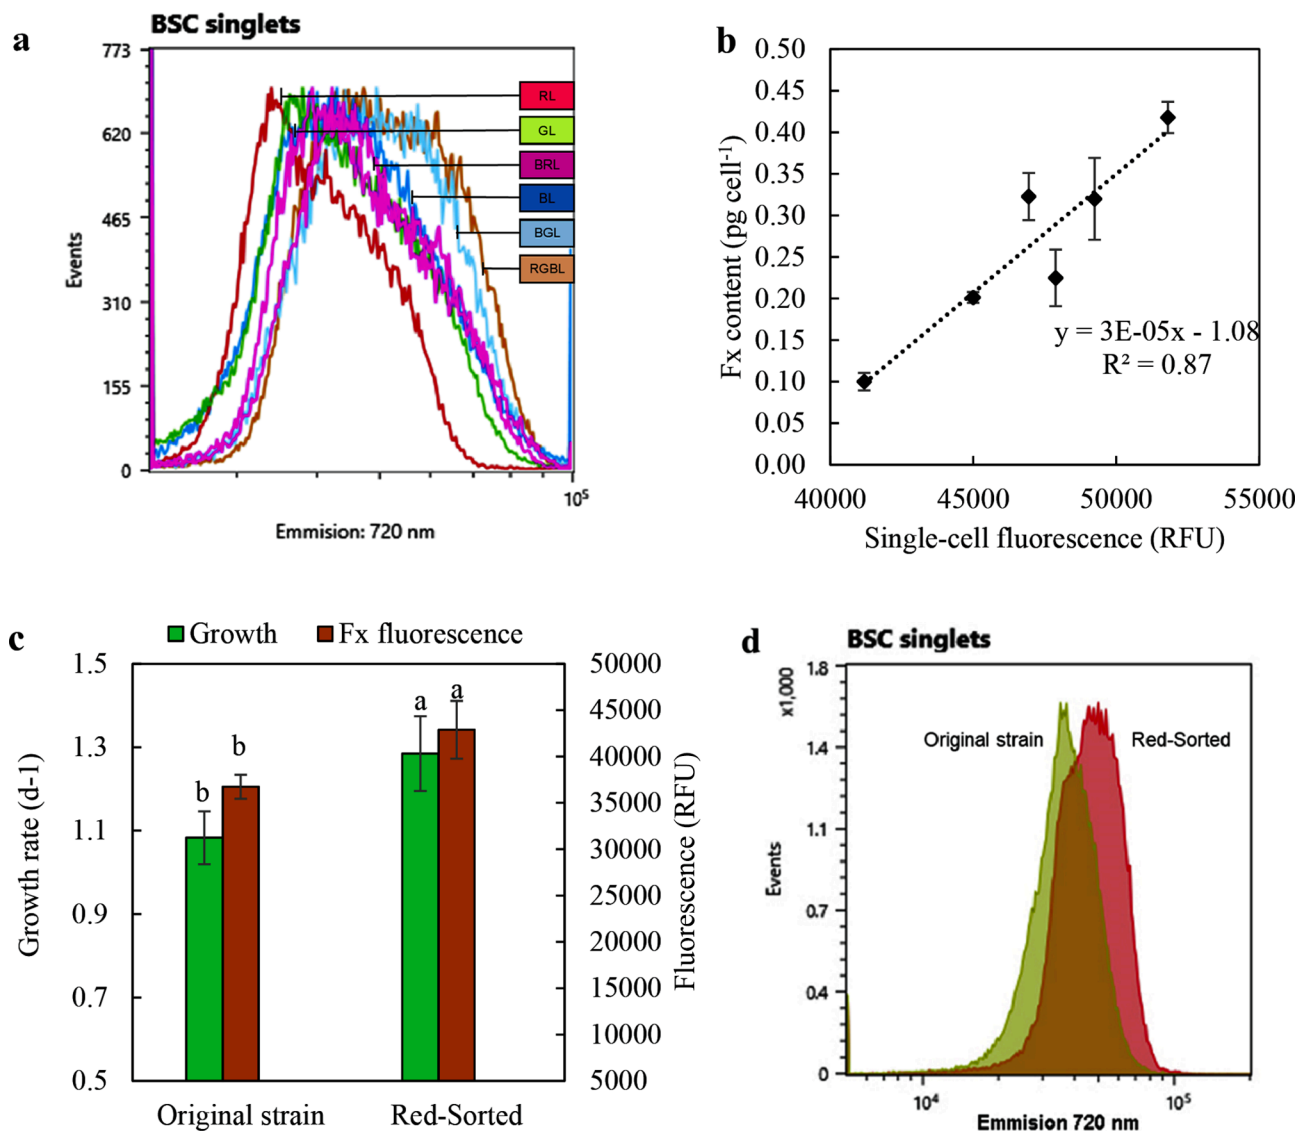 a
BSC singlets
773
620
465
310
155
0
Events
RL
GL
BRL
BL
BGL
RGBL
10⁵
Emmision: 720 nm
b
0.50
0.45
0.40
0.35
0.30
0.25
0.20
0.15
0.10
0.05
0.00
Fx content (pg cell⁻¹)
y = 3E-05x - 1.08
R² = 0.87
40000 45000 50000 55000
Single-cell fluorescence (RFU)
c
Growth Fx fluorescence
1.5
1.3
1.1
0.9
0.7
0.5
Growth rate (d-1)
b b a a
50000
45000
40000
35000
30000
25000
20000
15000
10000
5000
Fluorescence (RFU)
Original strain Red-Sorted
d
BSC singlets
x1,000
1.8
1.4
1.1
0.7
0.4
0
Events
Original strain Red-Sorted
10⁴ 10⁵
Emmision 720 nm